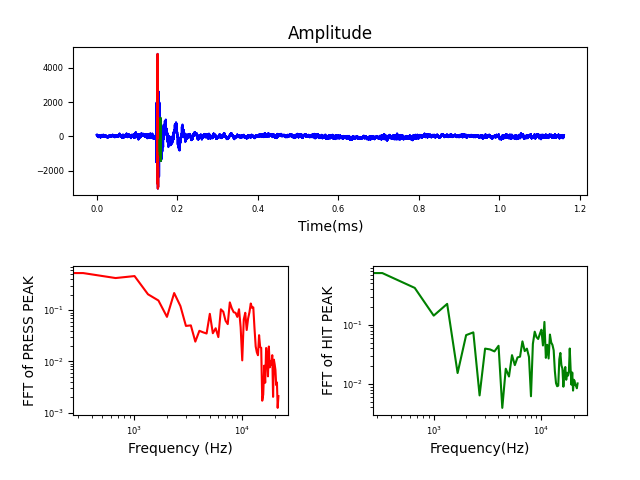 Amplitude
4000
2000
0
−2000
0.0 0.2 0.4 0.6 0.8 1.0 1.2
Time(ms)
FFT of PRESS PEAK
10⁻¹
10⁻²
10⁻³
10³ 10⁴
Frequency (Hz)
FFT of HIT PEAK
10⁻¹
10⁻²
10³ 10⁴
Frequency(Hz)